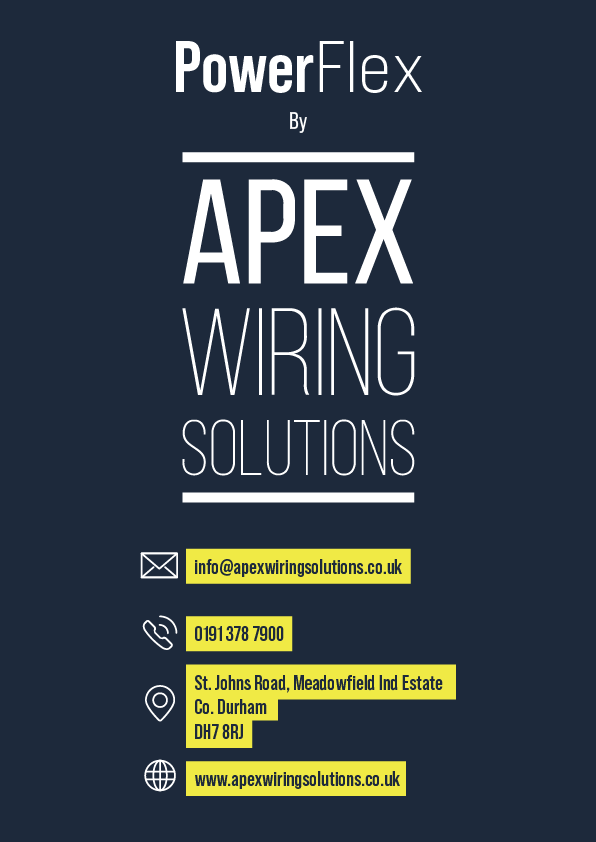 PowerFlex
By
APEX
WIRING
SOLUTIONS
info@apexwiringsolutions.co.uk
0191 378 7900
St. Johns Road, Meadowfield Ind Estate
Co. Durham
DH7 8RJ
www.apexwiringsolutions.co.uk